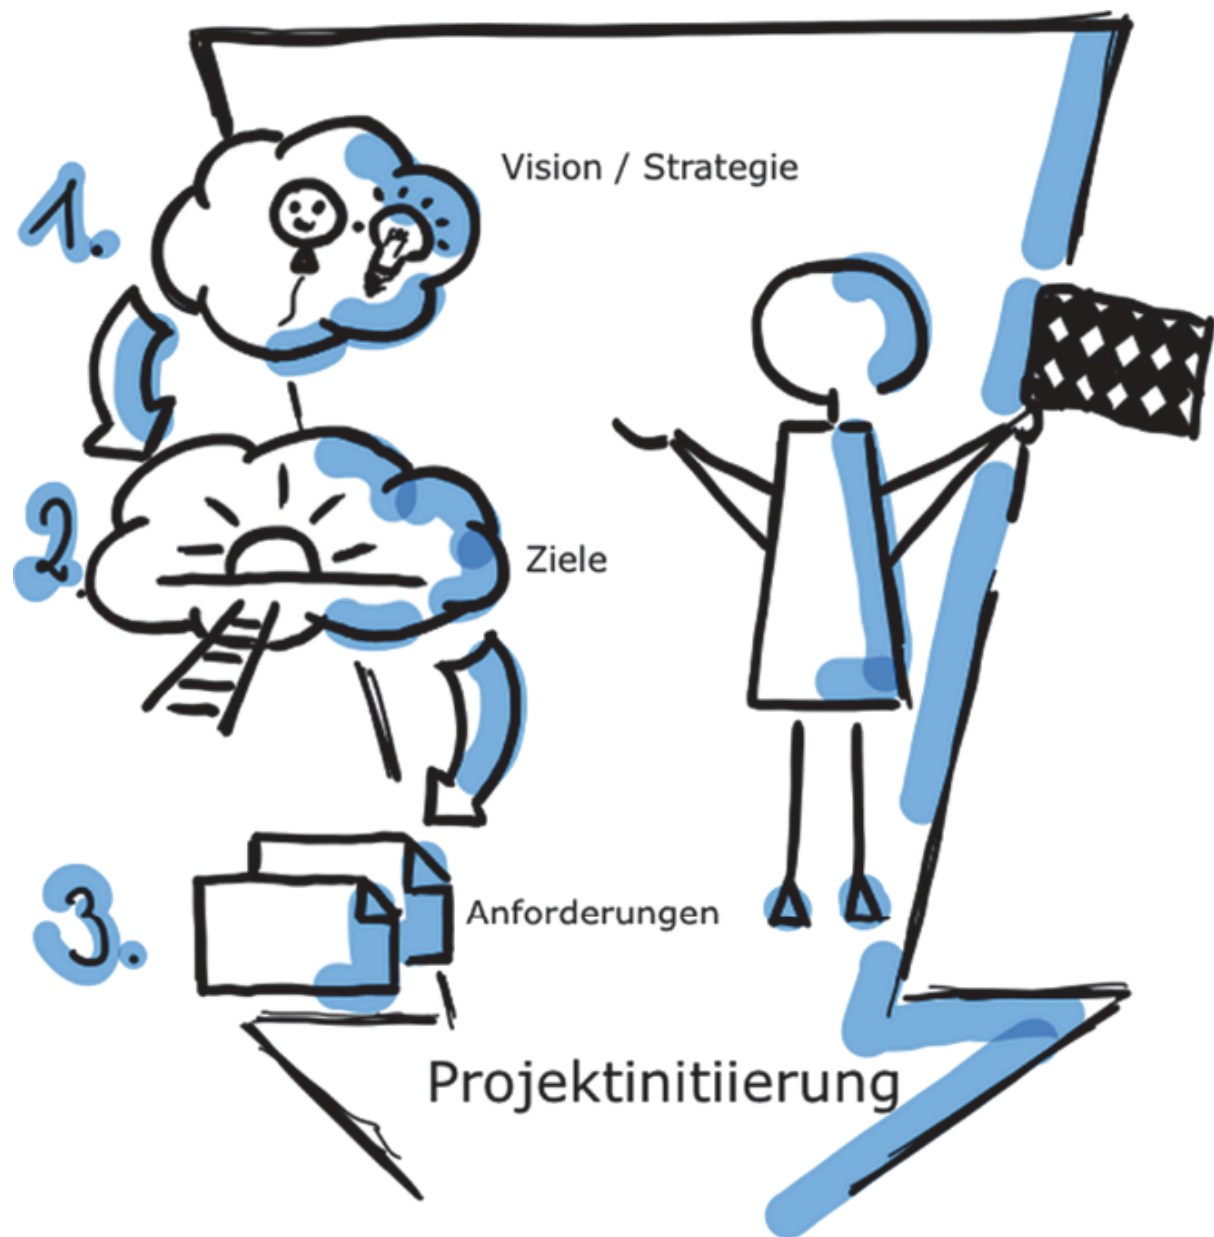 1.
Vision / Strategie
2.
Ziele
3.
Anforderungen
Projektinitiierung